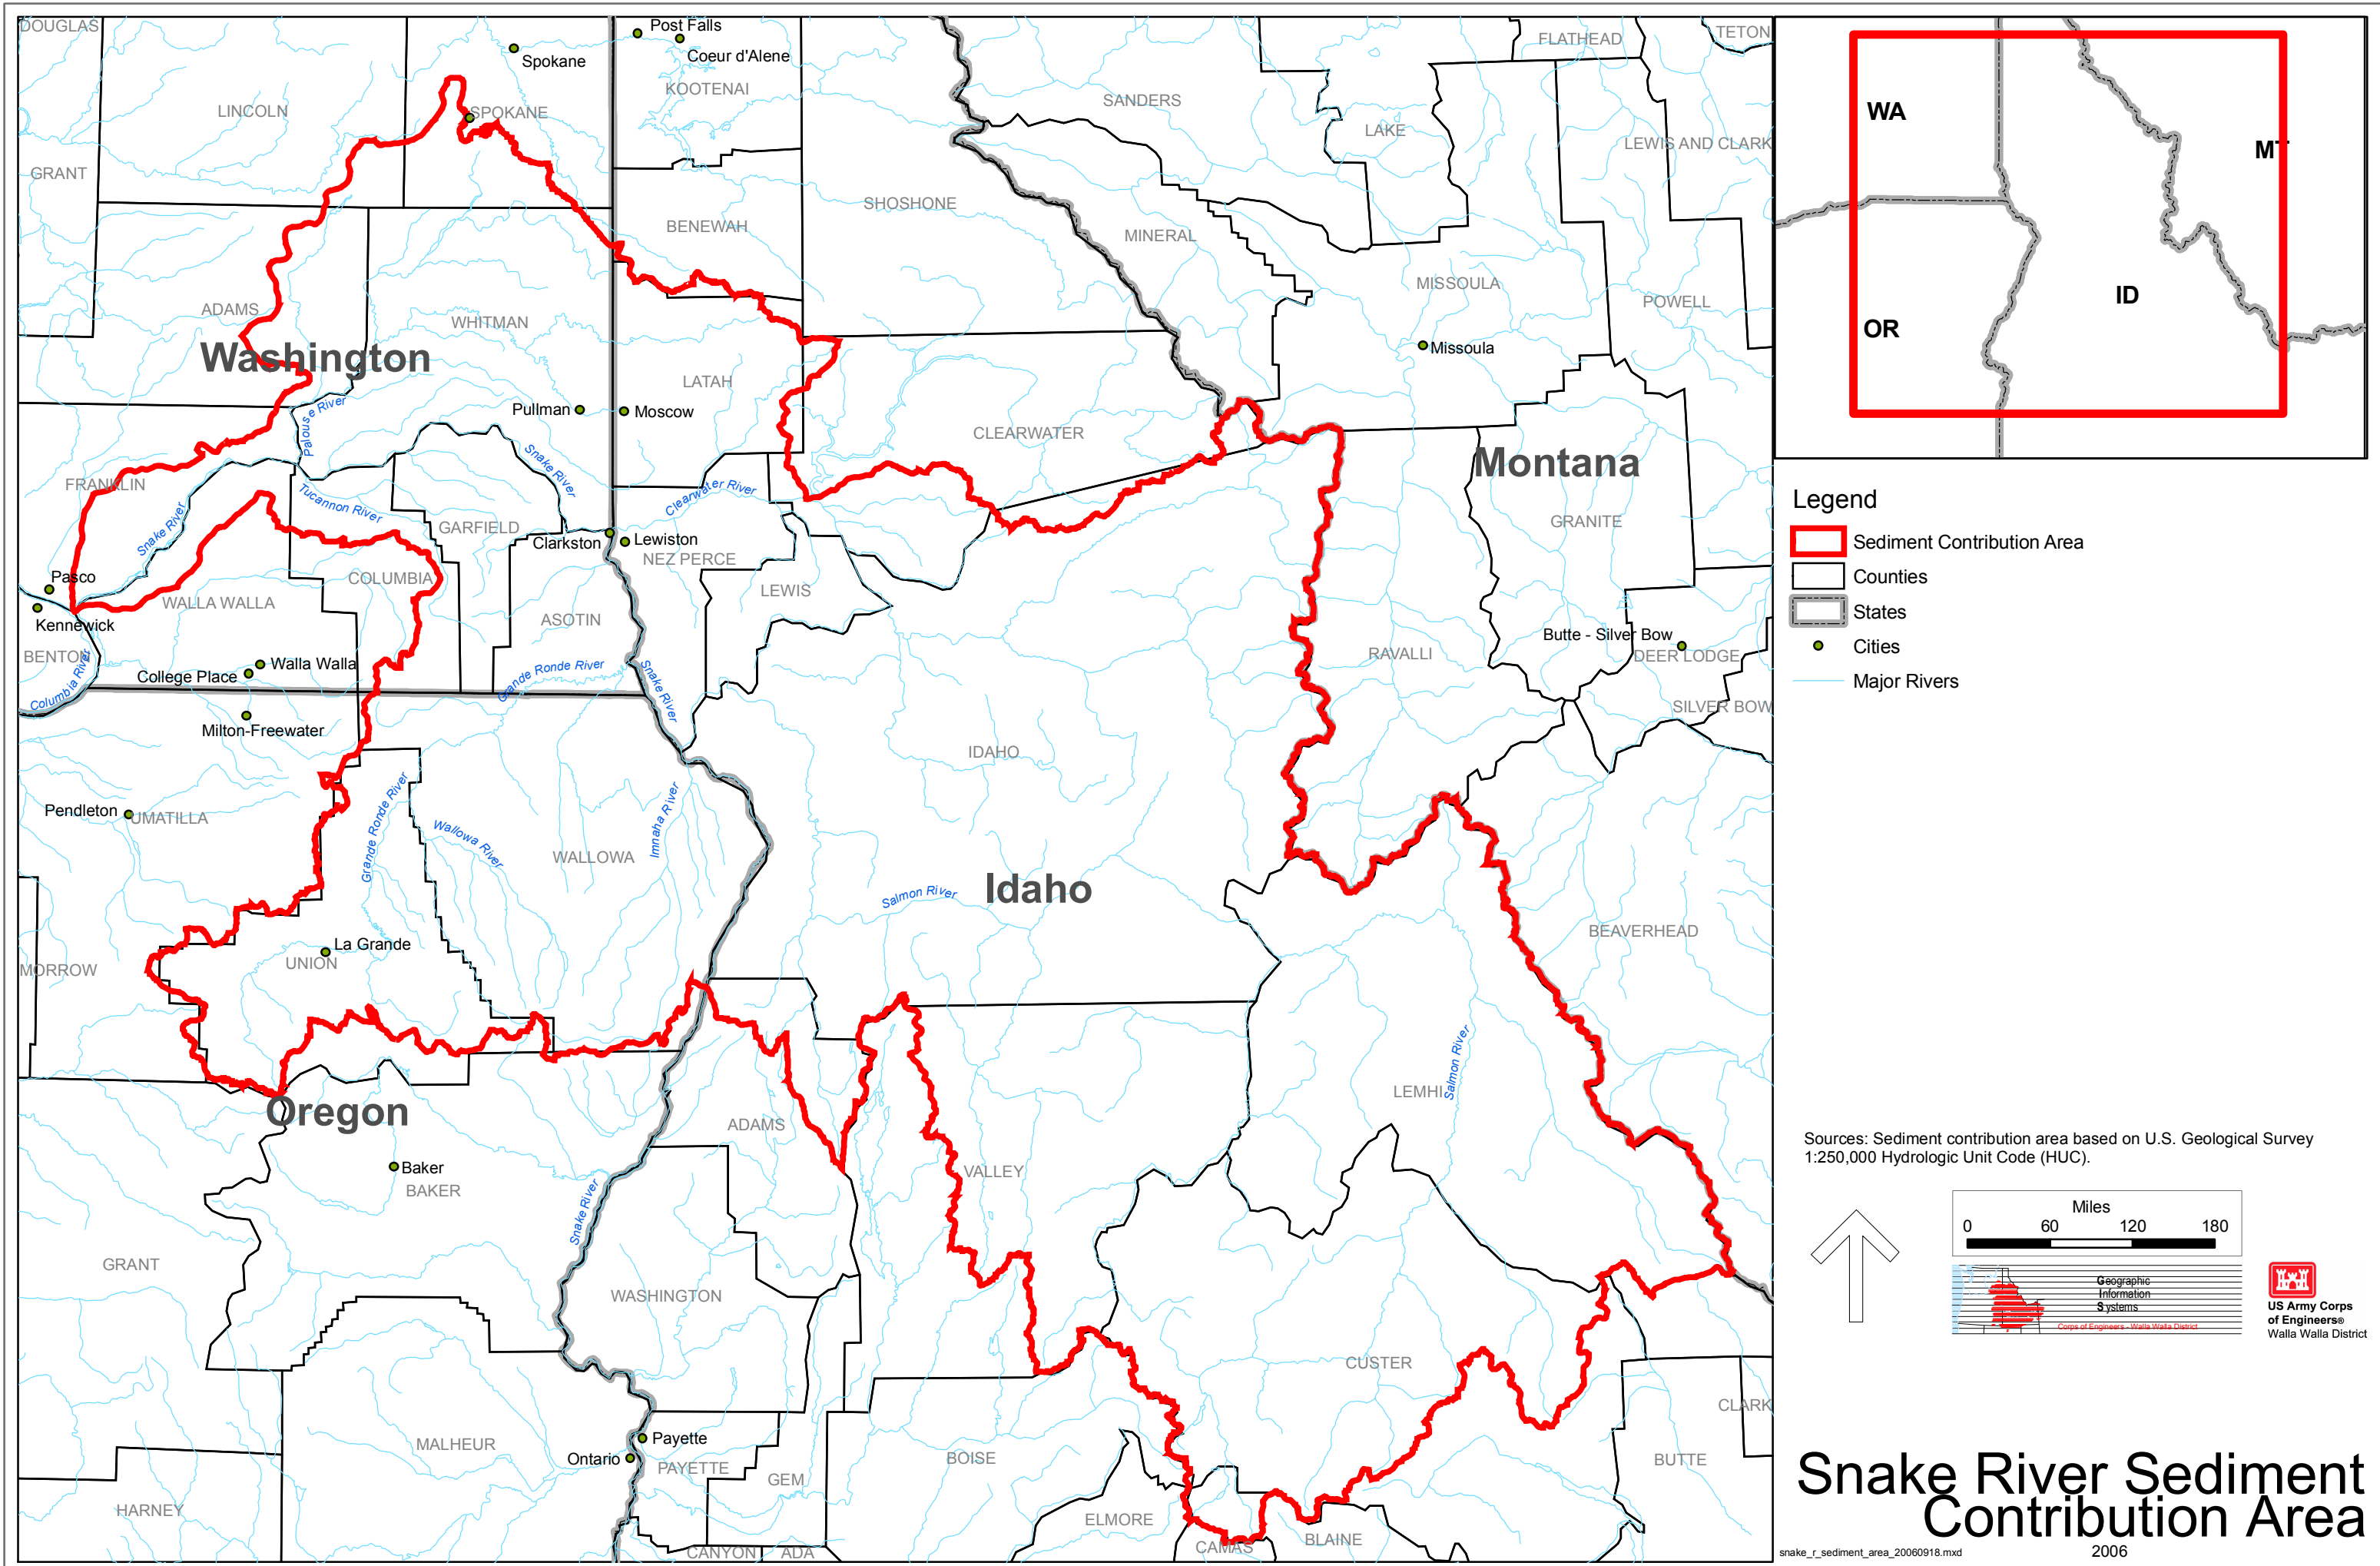 DOUGLAS
Post Falls
Spokane
Coeur d'Alene
KOOTENAI
FLATHEAD
TETON
LINCOLN
SPOKANE
SANDERS
LAKE
LEWIS AND CLARK
GRANT
BENEWAH
SHOSHONE
MINERAL
MISSOULA
POWELL
ADAMS
WHITMAN
Washington
Missoula
LATAH
Pullman
Moscow
Palouse River
CLEARWATER
Montana
FRANKLIN
Snake River
Tucannon River
Snake River
Clearwater River
GARFIELD
GRANITE
Clarkston
Lewiston
NEZ PERCE
Pasco
COLUMBIA
WALLA WALLA
LEWIS
Kennewick
ASOTIN
BENTON
Columbia River
Walla Walla
College Place
Grande Ronde River
Snake River
RAVALLI
Butte - Silver Bow
DEER LODGE
SILVER BOW
Milton-Freewater
IDAHO
Pendleton
UMATILLA
Grande Ronde River
Wallowa River
WALLOWA
Imnaha River
Salmon River
Idaho
BEAVERHEAD
La Grande
UNION
MORROW
Oregon
LEMHI
Salmon River
ADAMS
VALLEY
Baker
BAKER
Snake River
GRANT
WASHINGTON
CUSTER
CLARK
MALHEUR
Payette
Ontario
PAYETTE
GEM
BOISE
BUTTE
HARNEY
ELMORE
BLAINE
CAMAS
CANYON
ADA
WA
MT
ID
OR
Legend
Sediment Contribution Area
Counties
States
Cities
Major Rivers
Sources: Sediment contribution area based on U.S. Geological Survey
1:250,000 Hydrologic Unit Code (HUC).
Miles
0 60 120 180
Geographic
Information
Systems
Corps of Engineers - Walla Walla District
US Army Corps
of Engineers®
Walla Walla District
Snake River Sediment
Contribution Area
2006
snake_r_sediment_area_20060918.mxd